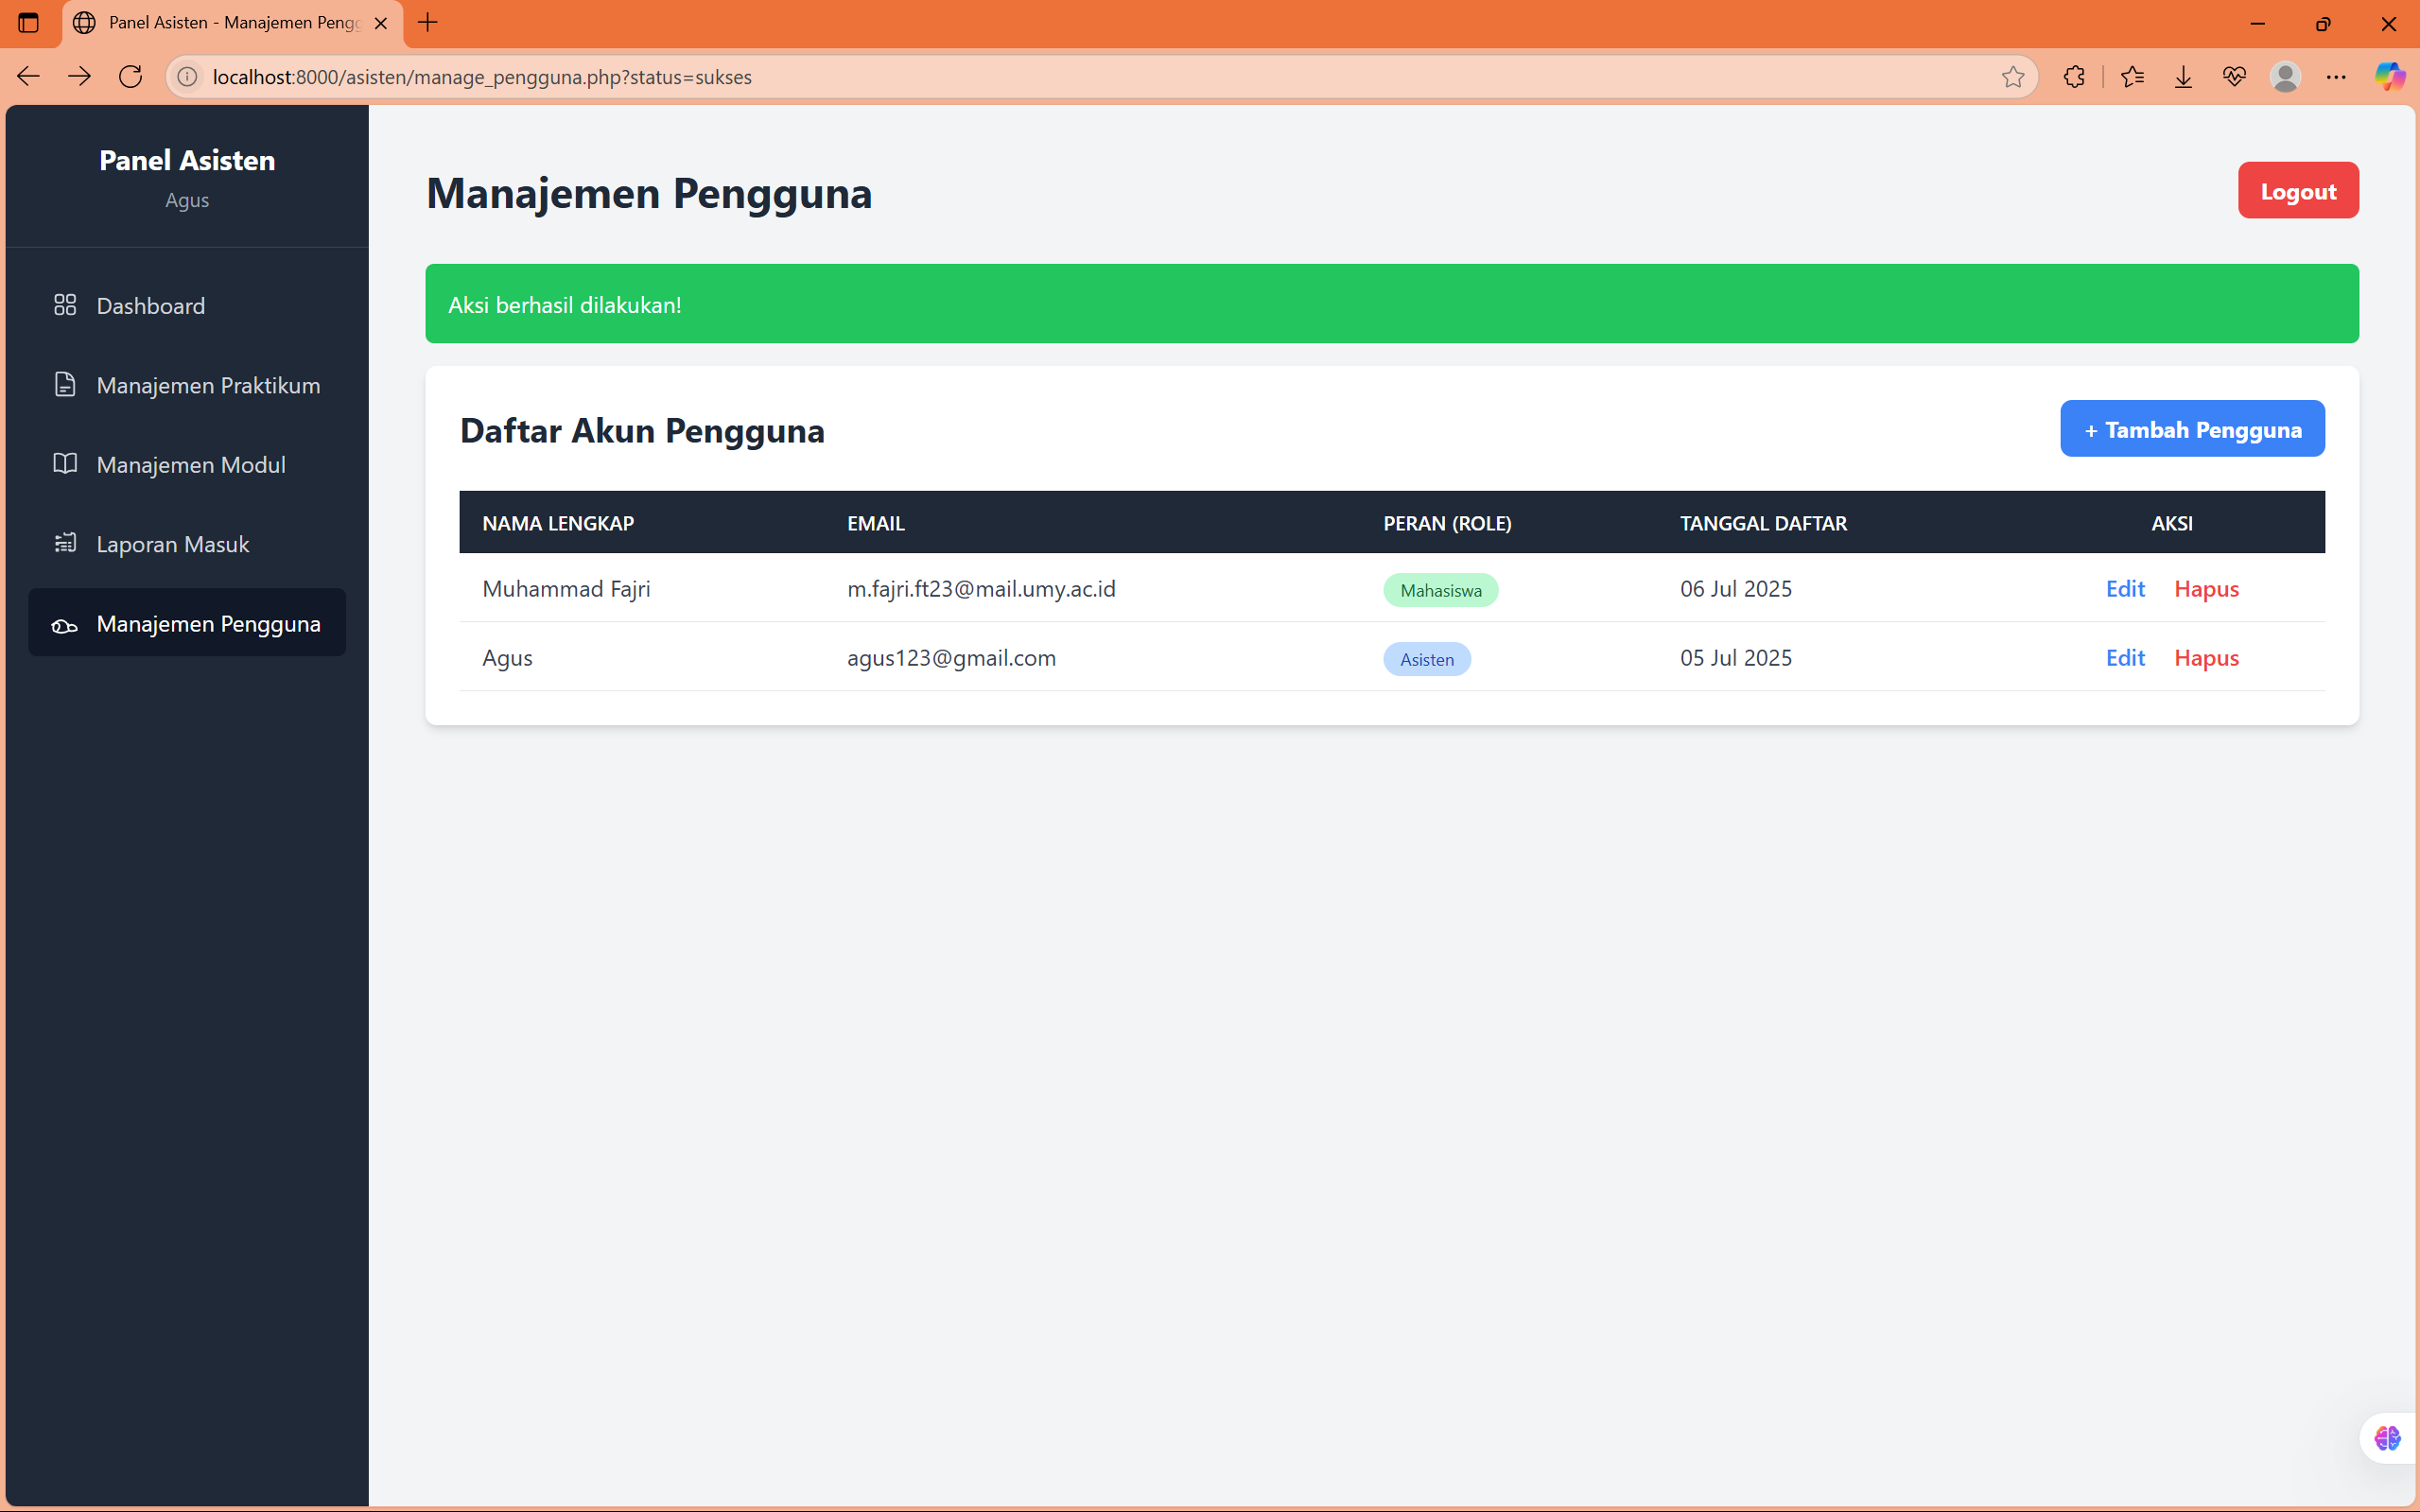 Panel Asisten - Manajemen Pengg
localhost:8000/asisten/manage_pengguna.php?status=sukses
Panel Asisten
Agus
Dashboard
Manajemen Praktikum
Manajemen Modul
Laporan Masuk
Manajemen Pengguna
Manajemen Pengguna
Logout
Aksi berhasil dilakukan!
Daftar Akun Pengguna
+ Tambah Pengguna
NAMA LENGKAP EMAIL PERAN (ROLE) TANGGAL DAFTAR AKSI
Muhammad Fajri m.fajri.ft23@mail.umy.ac.id Mahasiswa 06 Jul 2025 Edit Hapus
Agus agus123@gmail.com Asisten 05 Jul 2025 Edit Hapus